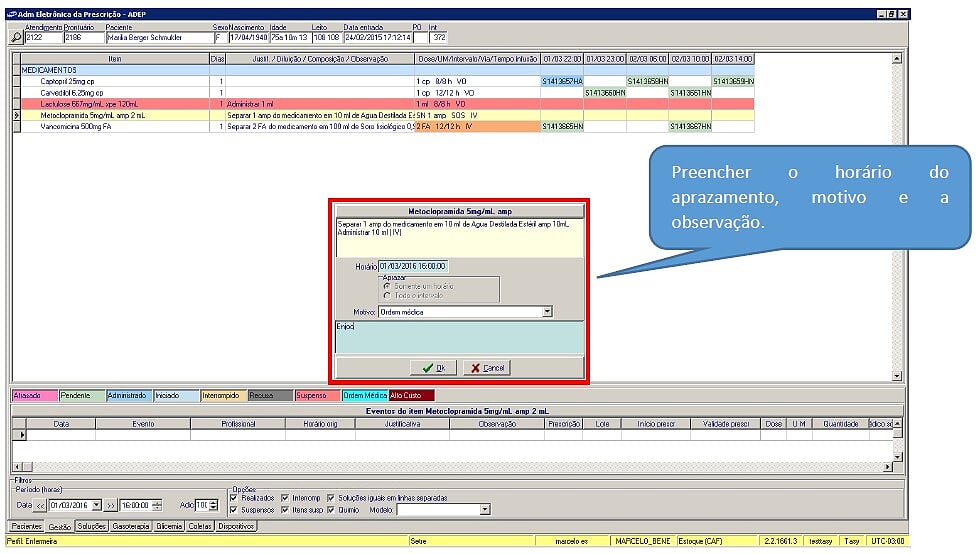 Adm Eletrônica da Prescrição - ADEP
Atendimento Prontuário Paciente Sexo Nascimento Idade Leito Data entrada PO Int
2122 2186 Marilia Berger Schmulder F 17/04/1940 75a 10m 13 108 108 24/02/2015 17:12:14 372
Item Dias Justif. / Diluição / Composição / Observação Dose/UM/Intervalo/Via/Tempo infusão 01/03 22:00 01/03 23:00 02/03 06:00 02/03 10:00 02/03 14:00
MEDICAMENTOS
Captopril 25mg cp 1 1 cp 8/8 h VO S1413657HA S1413658HN S1413659HN
Carvedilol 6,25mg cp 1 1 cp 12/12 h VO S1413660HN S1413661HN
Lactulose 667mg/mL xpe 120mL 1 Administrar 1 ml 1 ml 8/8 h VO
Metoclopramida 5mg/mL amp 2 mL Separar 1 amp do medicamento em 10 ml de Agua Destilada Es SN 1 amp SOS IV
Vancomicina 500mg FA 1 Separar 2 FA do medicamento em 100 ml de Soro fisiológico 0,9 2 FA 12/12 h IV S1413665HN S1413667HN
Preencher o horário do
aprazamento, motivo e a
observação.
Metoclopramida 5mg/mL amp
Separar 1 amp do medicamento em 10 ml de Agua Destilada Estéril amp 10mL
Administrar 10 ml ( IV)
Horário 01/03/2016 16:00:00
Aprazar
Somente um horário
Todo o intervalo
Motivo: Ordem médica
Enjoo
Ok Cancel
Atrasado Pendente Administrado Iniciado Interrompido Recusa Suspenso Ordem Médica Alto Custo
Eventos do item Metoclopramida 5mg/mL amp 2 mL
Data Evento Profissional Horário orig Justificativa Observação Prescrição Lote Início prescr Validade prescr Dose U M Quantidade
Filtros
Período (horas) Opções
Data << 01/03/2016 >> 16:00:00 Adic 10
Realizados Interromp Soluções iguais em linhas separadas
Suspensos Itens susp Quimio Modelo:
Pacientes Gestão Soluções Gasoterapia Glicemia Coletas Dispositivos
Perfil: Enfermeira Setre marcelo es MARCELO_BENE Estoque (CAF) 2.2.1661.3 testtasy Tasy UTC-03:00